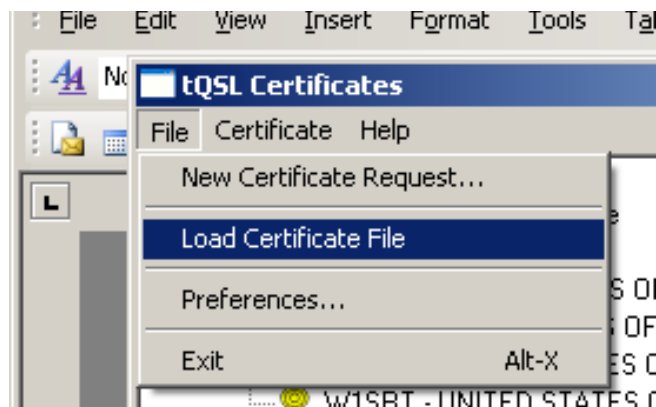 File Edit View Insert Format Tools
tQSL Certificates
File Certificate Help
New Certificate Request...
Load Certificate File
Preferences...
Exit Alt-X
W1SBT - UNITED STATES